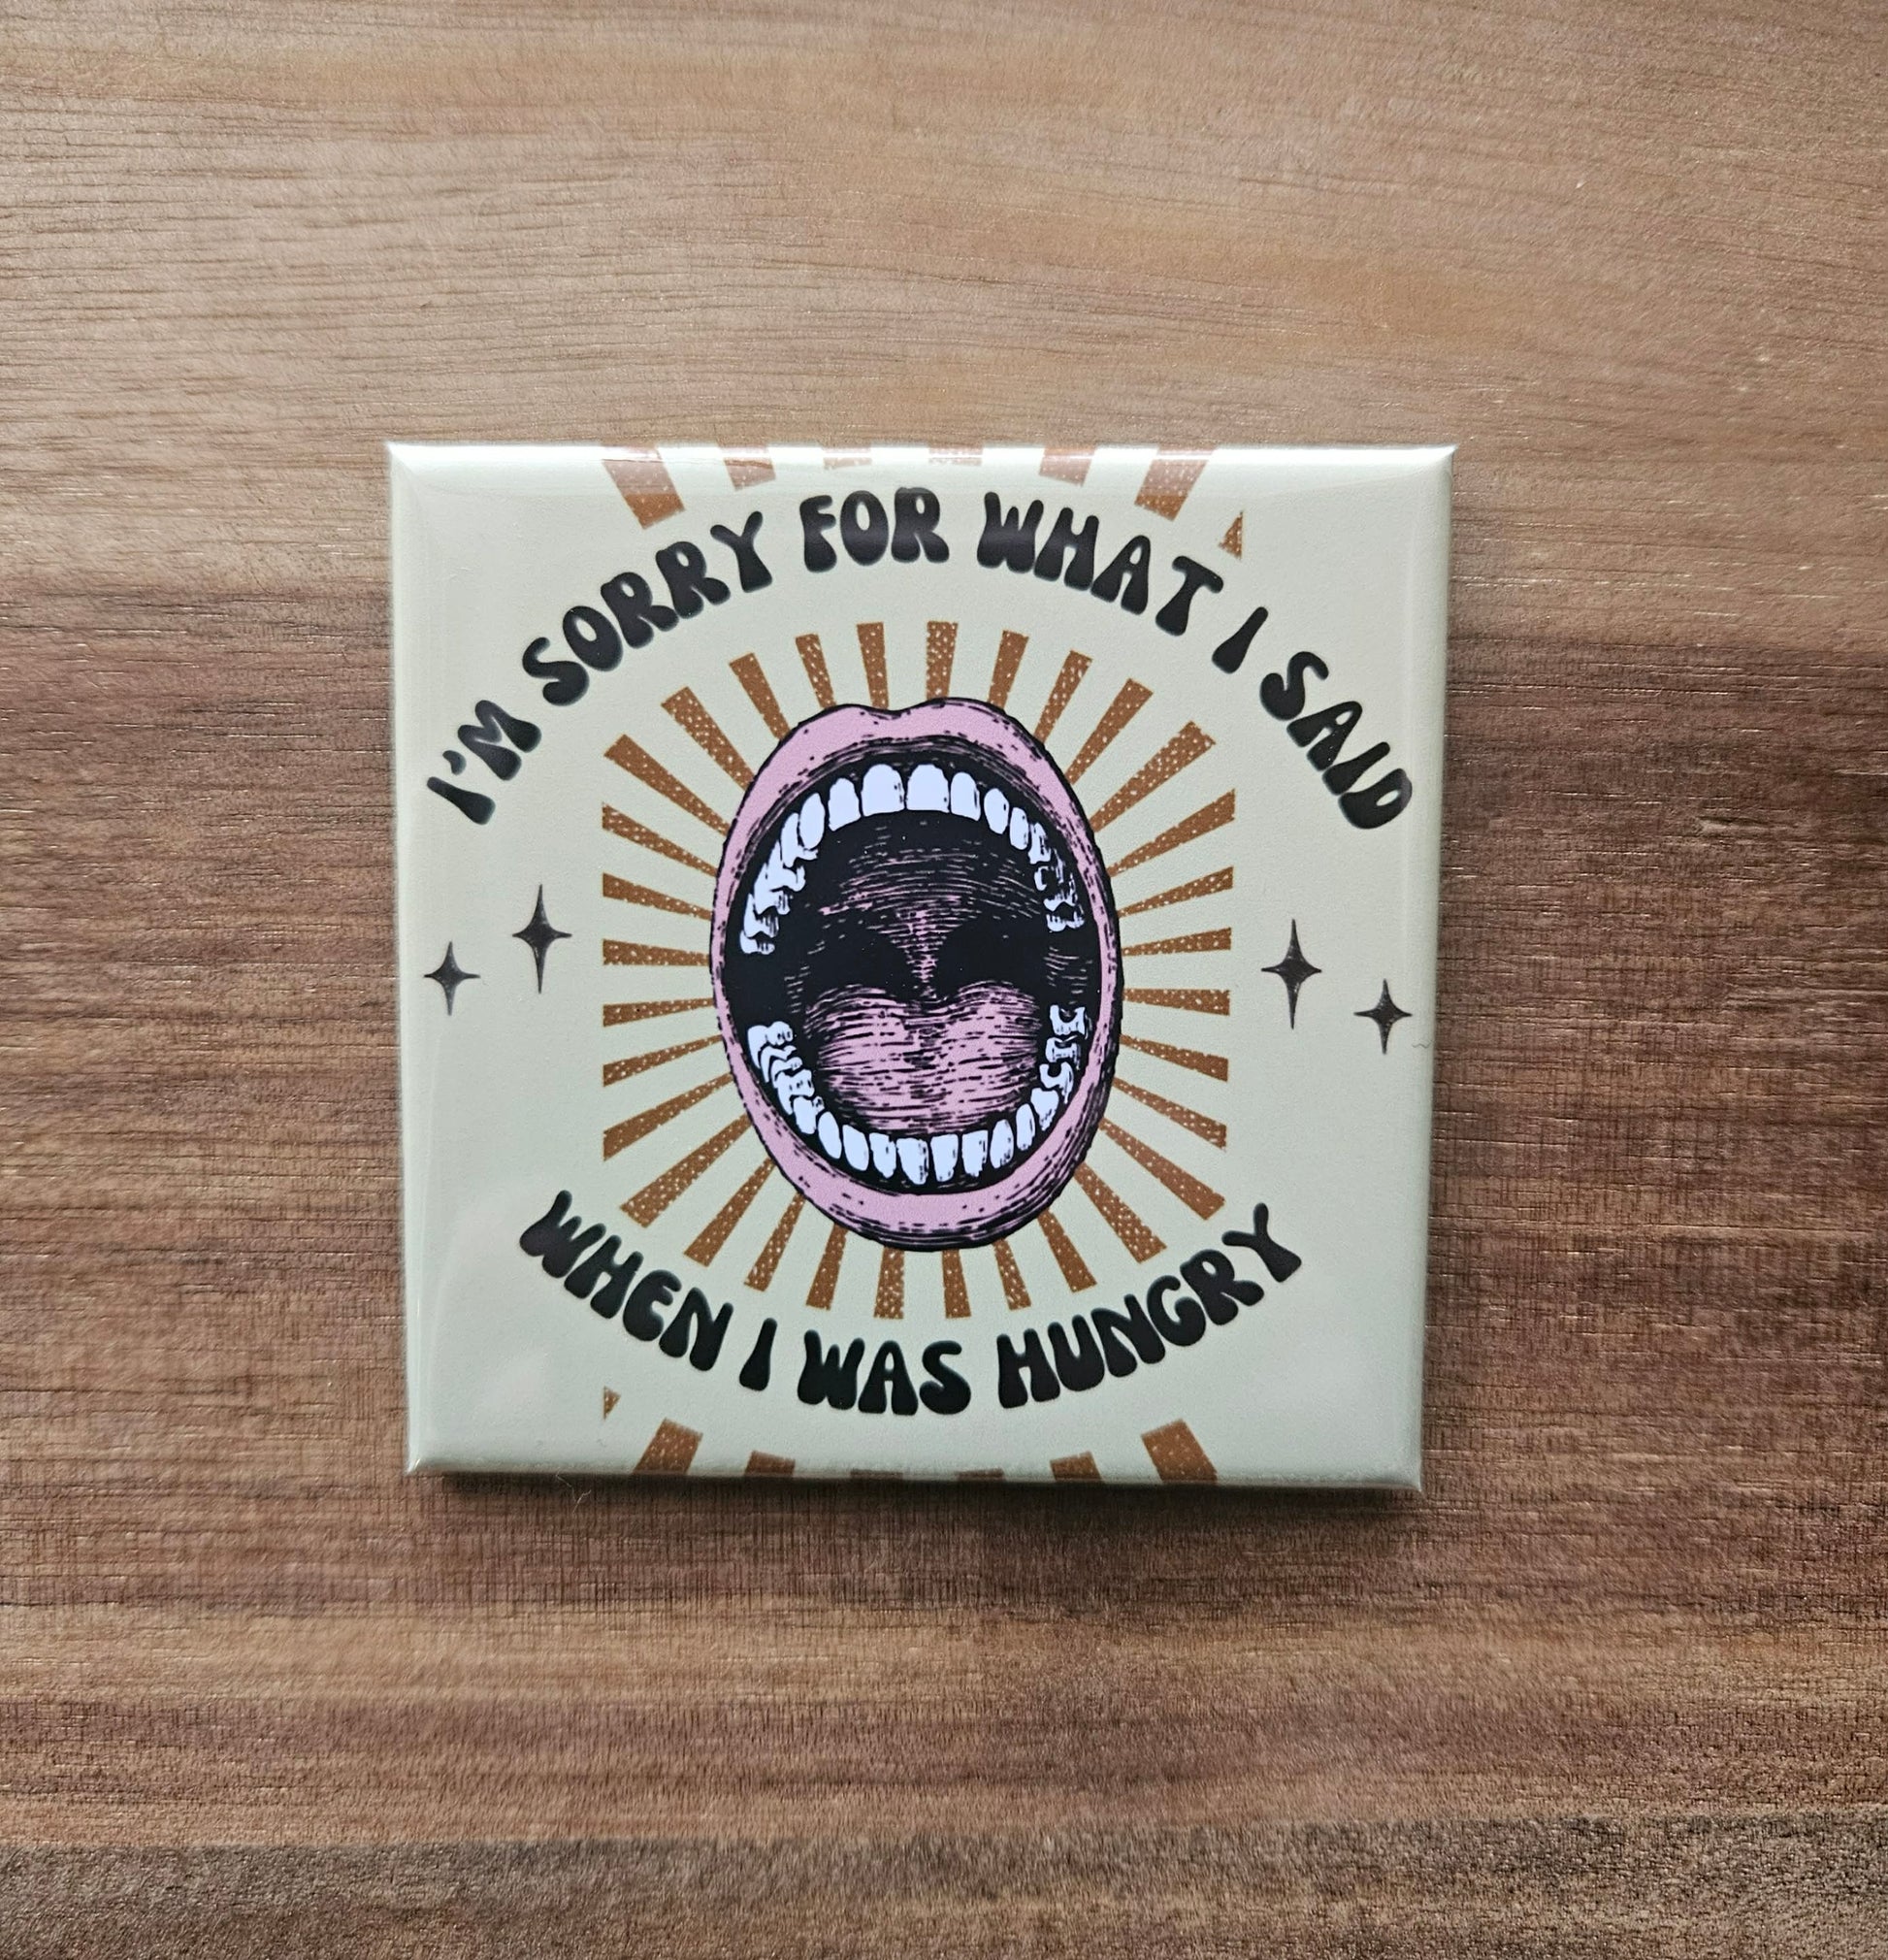 I'M SORRY FOR WHAT I SAID
WHEN I WAS HUNGRY